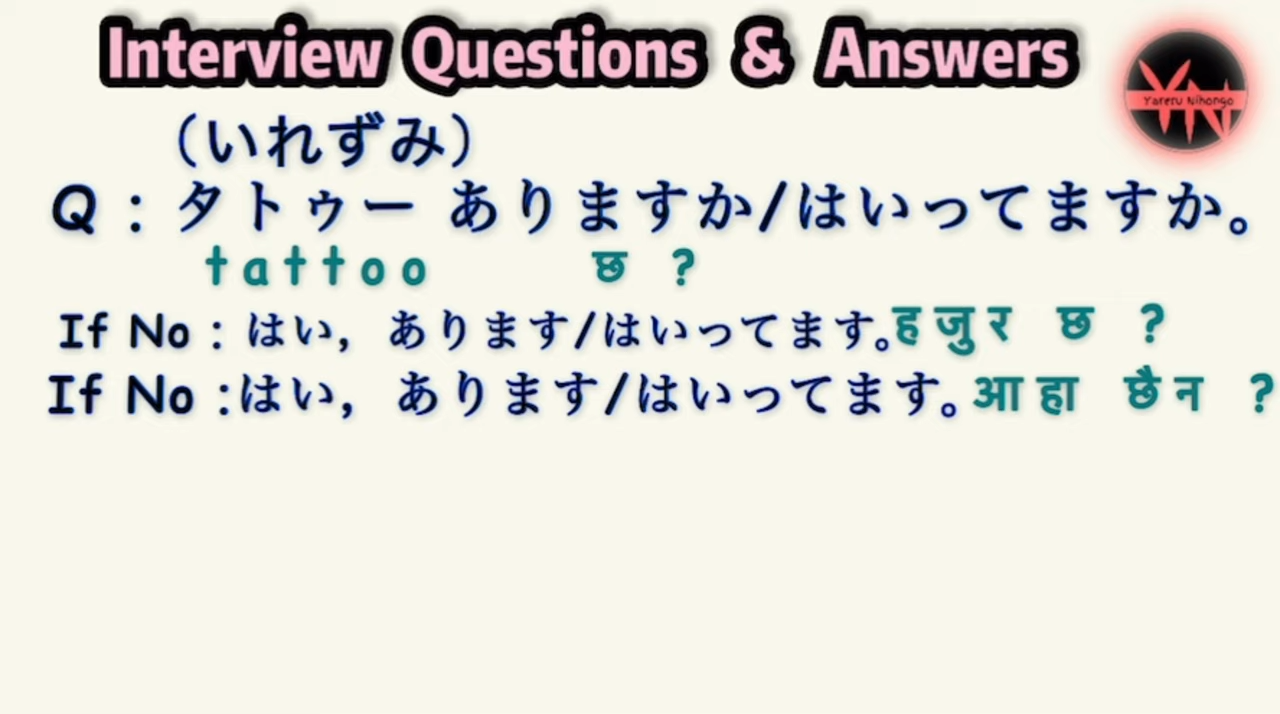 Interview Questions & Answers
Yareru Nihongo
（いれずみ）
Q : タトゥー ありますか/はいってますか。
tattoo छ ?
If No : はい, あります/はいってます。हजुर छ ?
If No :はい, あります/はいってます。आहा छैन ?